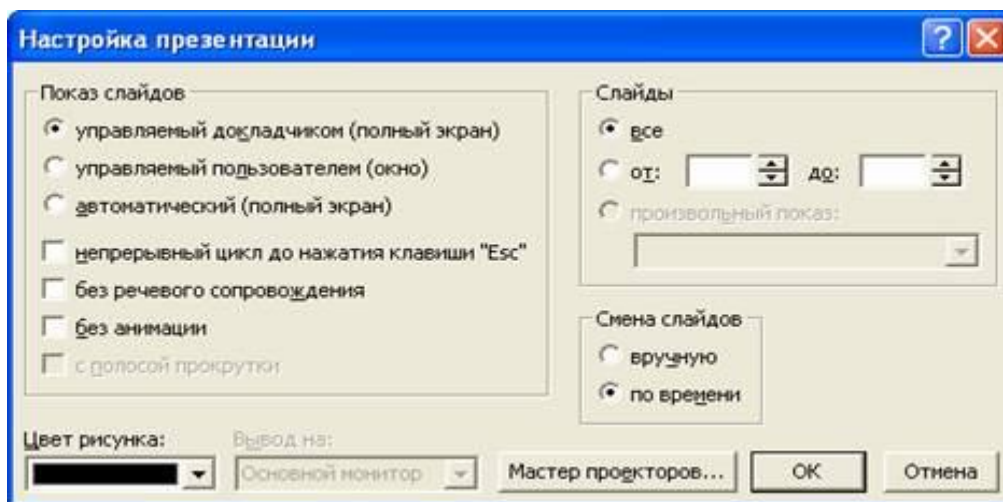 Настройка презентации
Показ слайдов
управляемый докладчиком (полный экран)
управляемый пользователем (окно)
автоматический (полный экран)
непрерывный цикл до нажатия клавиши "Esc"
без речевого сопровождения
без анимации
с полосой прокрутки
Слайды
все
от: до:
произвольный показ:
Смена слайдов
вручную
по времени
Цвет рисунка:
Вывод на:
Основной монитор
Мастер проекторов...
ОК
Отмена